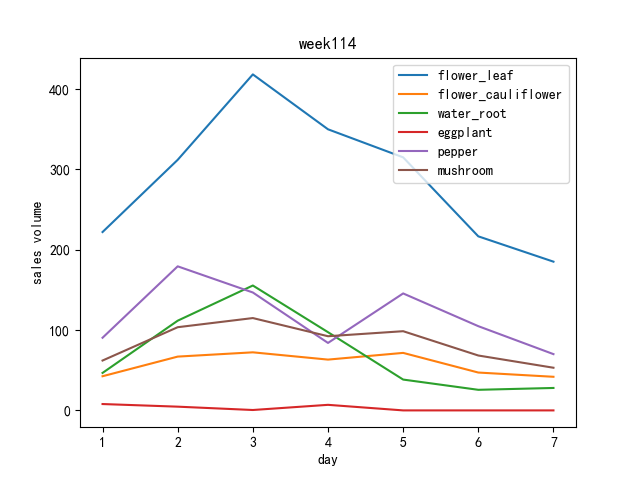 week114
flower_leaf
flower_cauliflower
water_root
eggplant
pepper
mushroom
400
300
200
100
0
sales volume
1 2 3 4 5 6 7
day